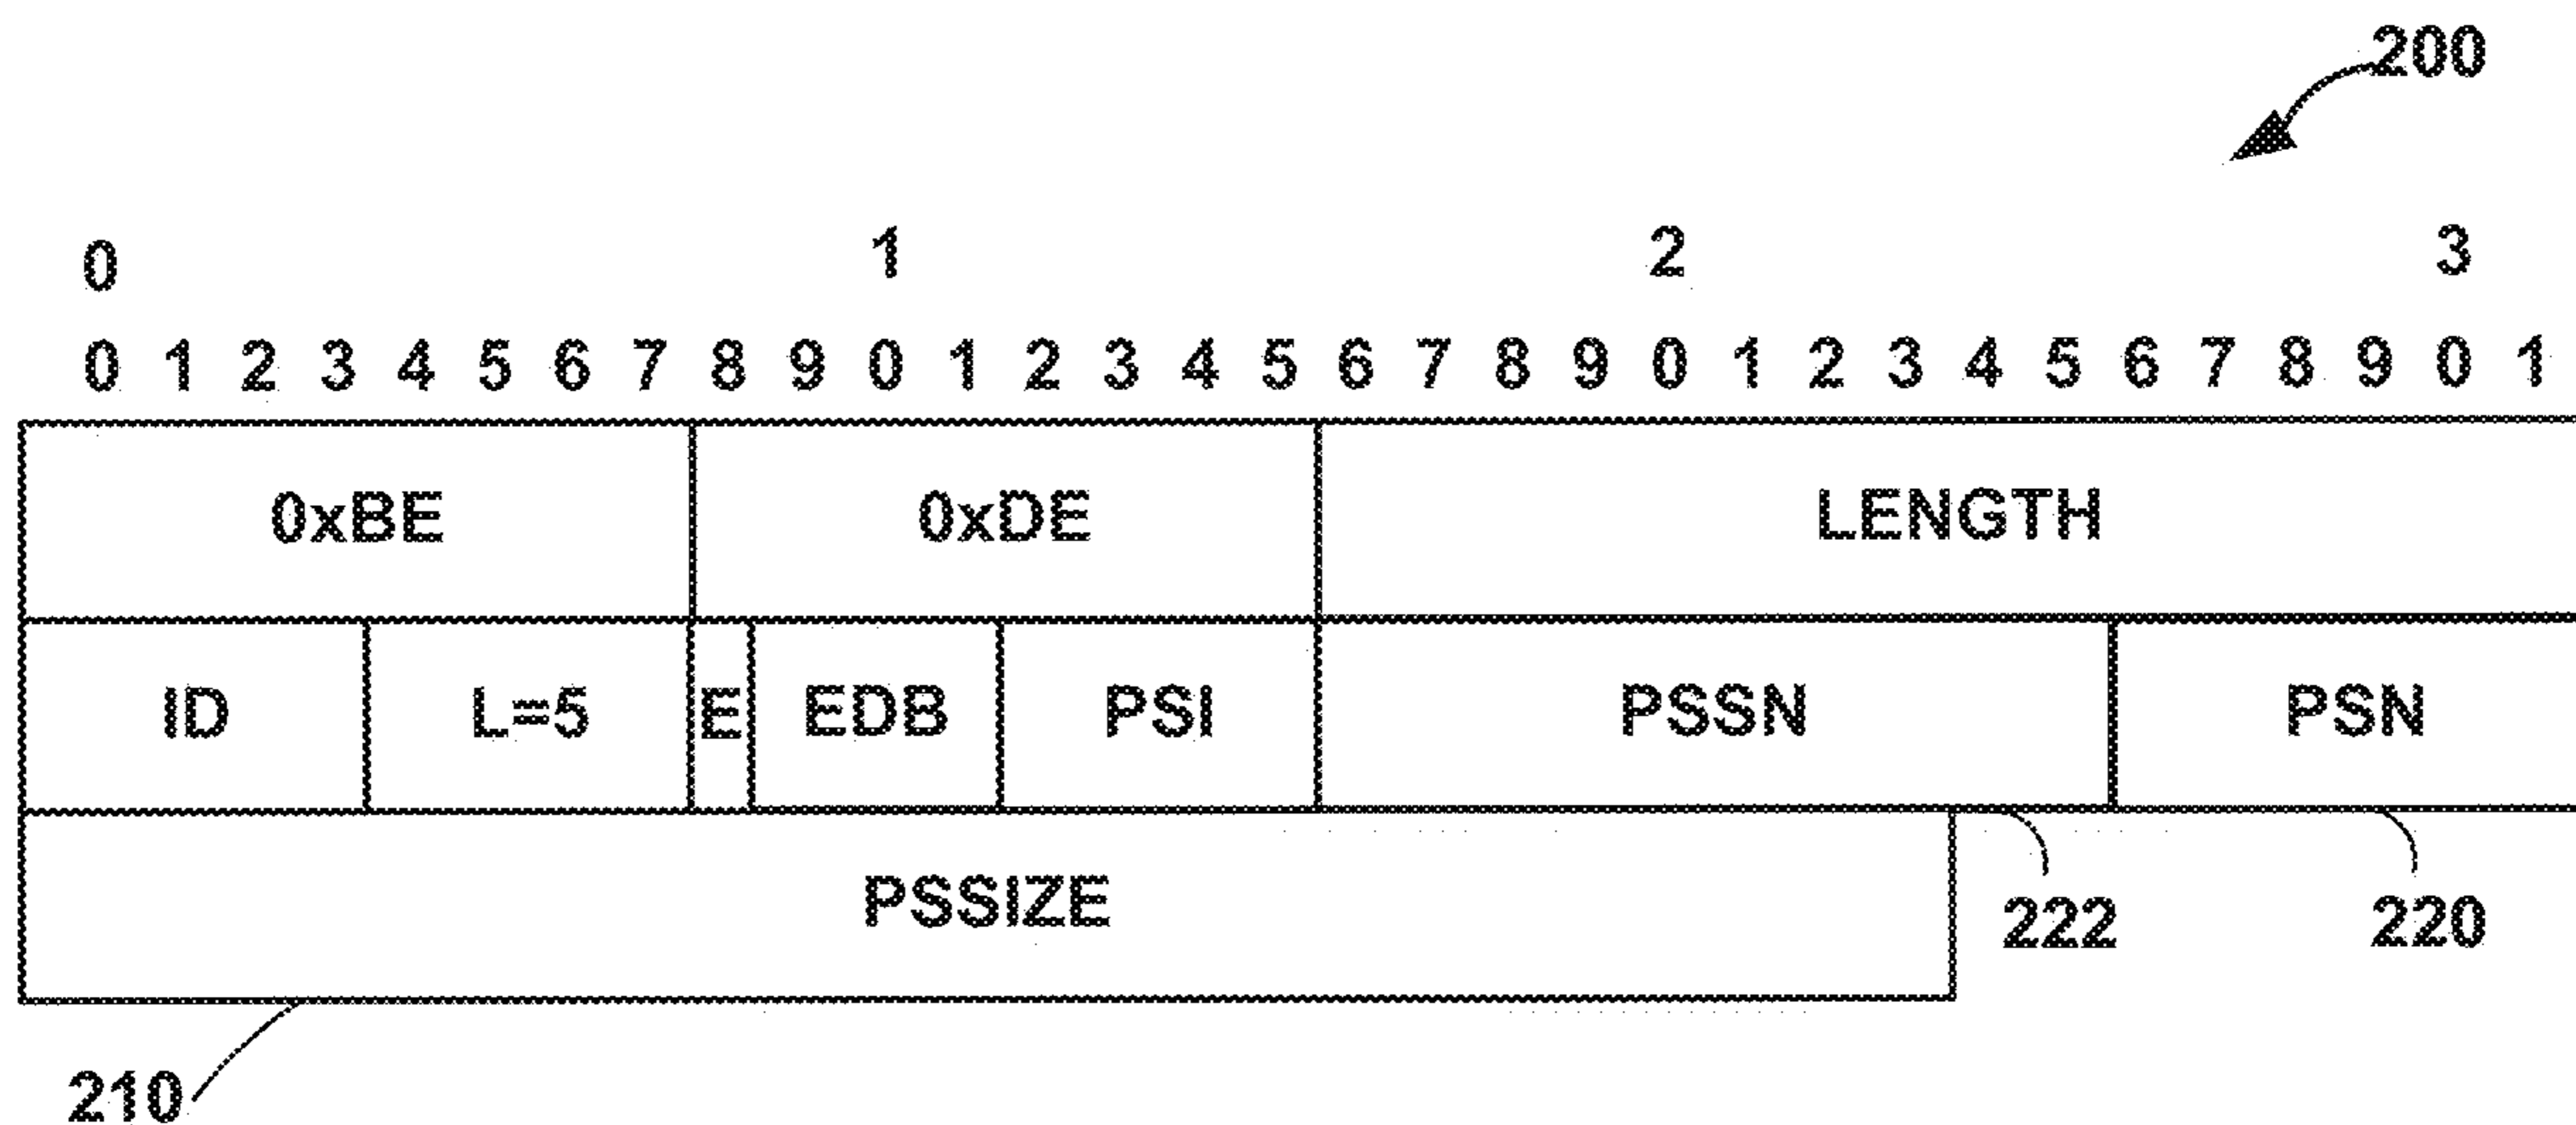 200
0 1 2 3
0 1 2 3 4 5 6 7 8 9 0 1 2 3 4 5 6 7 8 9 0 1 2 3 4 5 6 7 8 9 0 1
0xBE 0xDE LENGTH
ID L=5 E EDB PSI PSSN PSN
PSSIZE
222 220
210